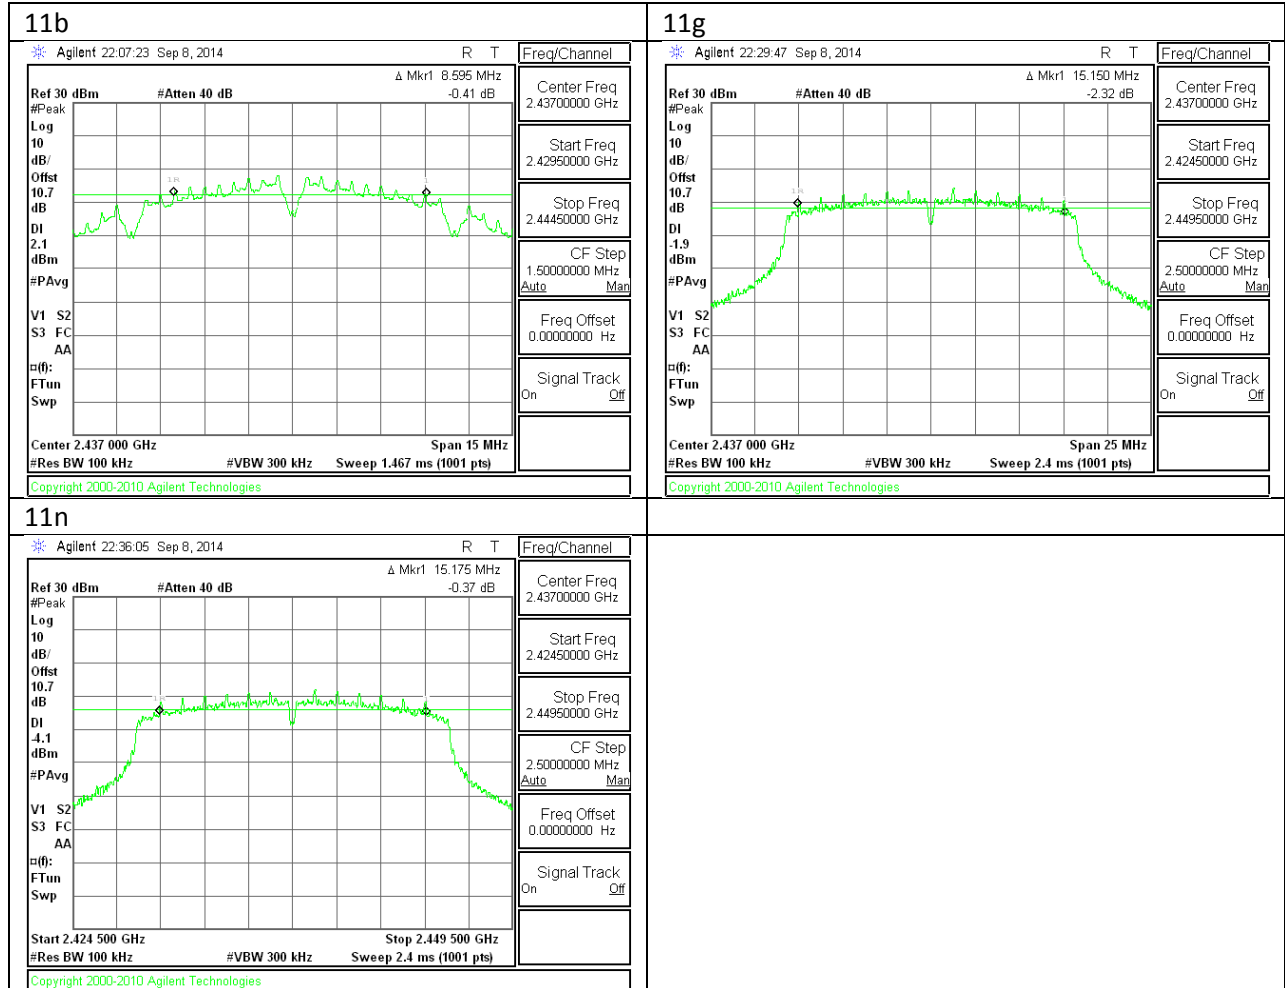 11b
Agilent 22:07:23 Sep 8, 2014 R T
Freq/Channel
Δ Mkr1 8.595 MHz
Ref 30 dBm #Atten 40 dB -0.41 dB
#Peak
Log
10
dB/
Offst
10.7
dB
DI
2.1
dBm
#PAvg
V1 S2
S3 FC
AA
¤(f):
FTun
Swp
1R
1
Center 2.437 000 GHz Span 15 MHz
#Res BW 100 kHz #VBW 300 kHz Sweep 1.467 ms (1001 pts)
Center Freq
2.43700000 GHz
Start Freq
2.42950000 GHz
Stop Freq
2.44450000 GHz
CF Step
1.50000000 MHz
Auto Man
Freq Offset
0.00000000 Hz
Signal Track
On Off
Copyright 2000-2010 Agilent Technologies
11g
Agilent 22:29:47 Sep 8, 2014 R T
Freq/Channel
Δ Mkr1 15.150 MHz
Ref 30 dBm #Atten 40 dB -2.32 dB
#Peak
Log
10
dB/
Offst
10.7
dB
DI
-1.9
dBm
#PAvg
V1 S2
S3 FC
AA
¤(f):
FTun
Swp
1R
Center 2.437 000 GHz Span 25 MHz
#Res BW 100 kHz #VBW 300 kHz Sweep 2.4 ms (1001 pts)
Center Freq
2.43700000 GHz
Start Freq
2.42450000 GHz
Stop Freq
2.44950000 GHz
CF Step
2.50000000 MHz
Auto Man
Freq Offset
0.00000000 Hz
Signal Track
On Off
Copyright 2000-2010 Agilent Technologies
11n
Agilent 22:36:05 Sep 8, 2014 R T
Freq/Channel
Δ Mkr1 15.175 MHz
Ref 30 dBm #Atten 40 dB -0.37 dB
#Peak
Log
10
dB/
Offst
10.7
dB
DI
-4.1
dBm
#PAvg
V1 S2
S3 FC
AA
¤(f):
FTun
Swp
1R
Start 2.424 500 GHz Stop 2.449 500 GHz
#Res BW 100 kHz #VBW 300 kHz Sweep 2.4 ms (1001 pts)
Center Freq
2.43700000 GHz
Start Freq
2.42450000 GHz
Stop Freq
2.44950000 GHz
CF Step
2.50000000 MHz
Auto Man
Freq Offset
0.00000000 Hz
Signal Track
On Off
Copyright 2000-2010 Agilent Technologies